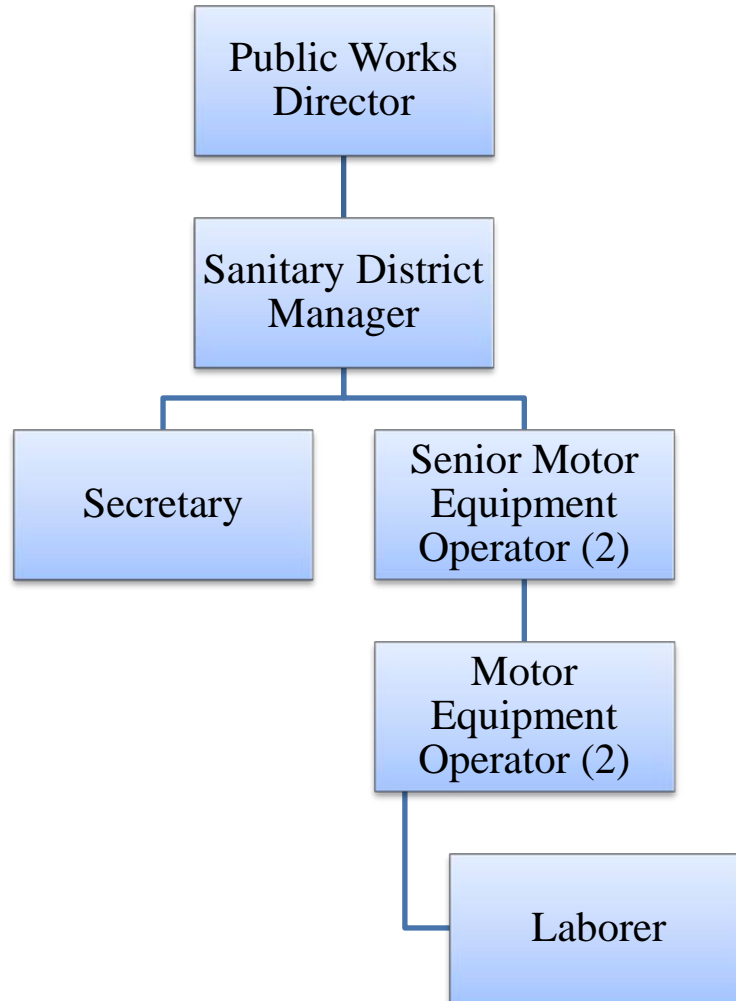 Public Works
Director
Sanitary District
Manager
Secretary
Senior Motor
Equipment
Operator (2)
Motor
Equipment
Operator (2)
Laborer